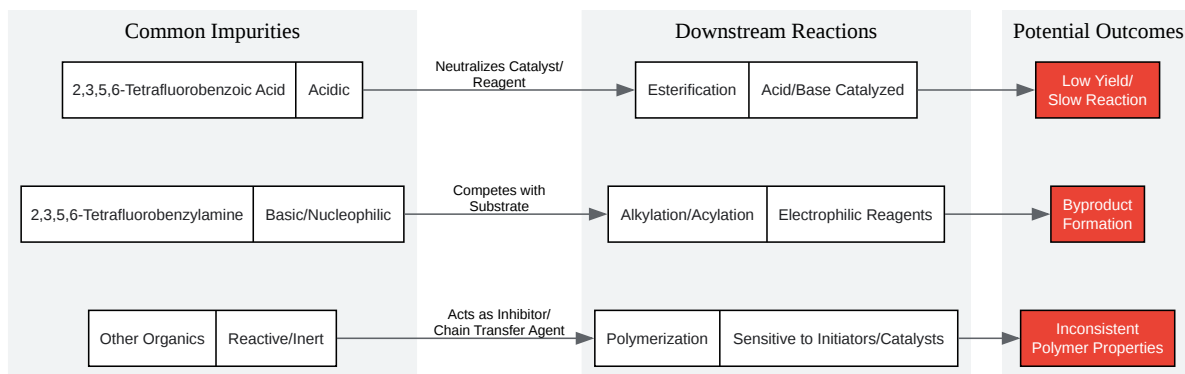 Common Impurities
Downstream Reactions
Potential Outcomes
2,3,5,6-Tetrafluorobenzoic Acid
Acidic
Neutralizes Catalyst/
Reagent
Esterification
Acid/Base Catalyzed
Low Yield/
Slow Reaction
2,3,5,6-Tetrafluorobenzylamine
Basic/Nucleophilic
Competes with
Substrate
Alkylation/Acylation
Electrophilic Reagents
Byproduct
Formation
Other Organics
Reactive/Inert
Acts as Inhibitor/
Chain Transfer Agent
Polymerization
Sensitive to Initiators/Catalysts
Inconsistent
Polymer Properties